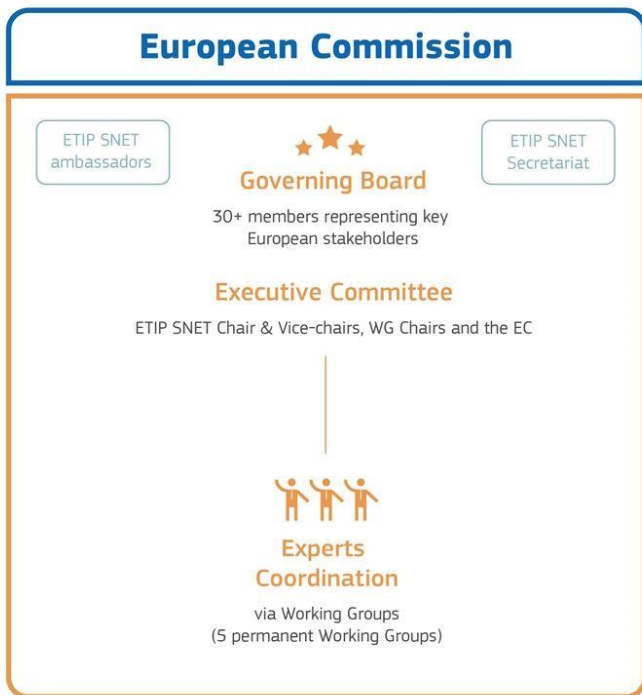 European Commission
ETIP SNET
ambassadors
ETIP SNET
Secretariat
Governing Board
30+ members representing key
European stakeholders
Executive Committee
ETIP SNET Chair & Vice-chairs, WG Chairs and the EC
Experts
Coordination
via Working Groups
(5 permanent Working Groups)